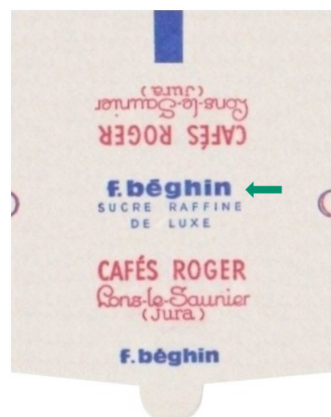 (Jura)
Lons-le-Saunier
CAFÉS ROGER
f.béghin
SUCRE RAFFINE
DE LUXE
CAFÉS ROGER
Lons-le-Saunier
(Jura)
f.béghin